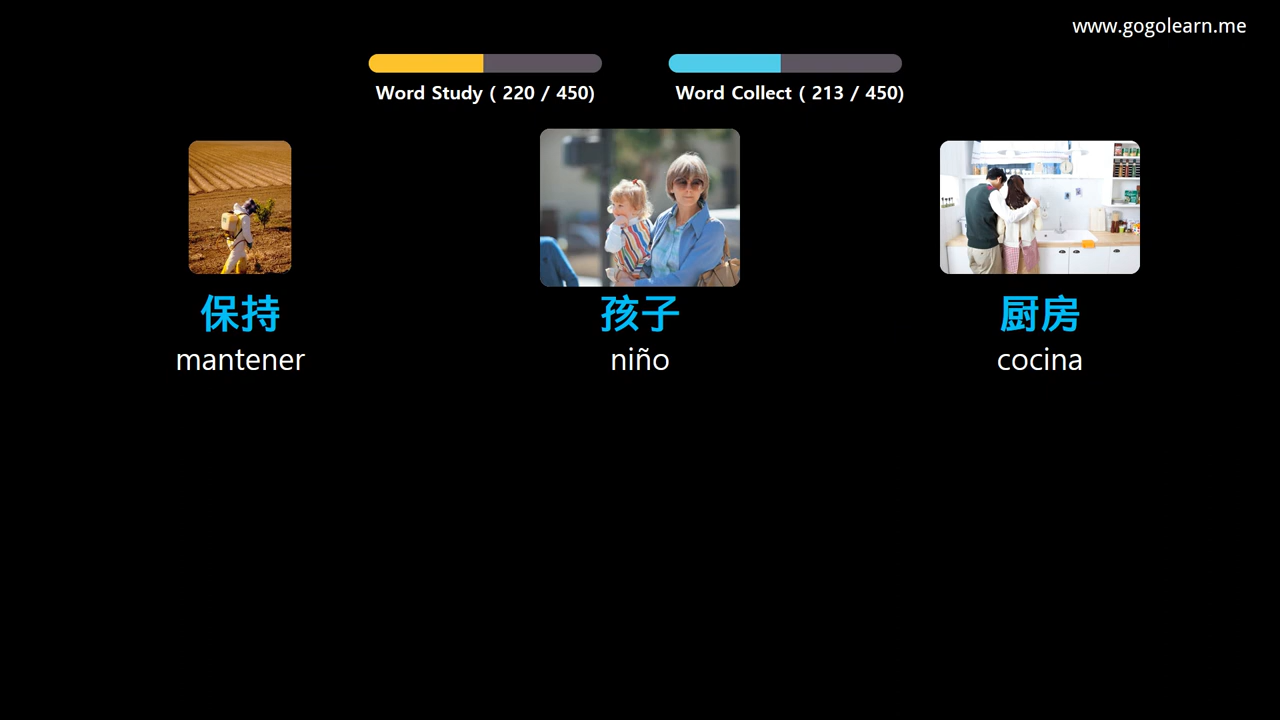 www.gogolearn.me
Word Study ( 220 / 450)
Word Collect ( 213 / 450)
保持
孩子
厨房
mantener
niño
cocina